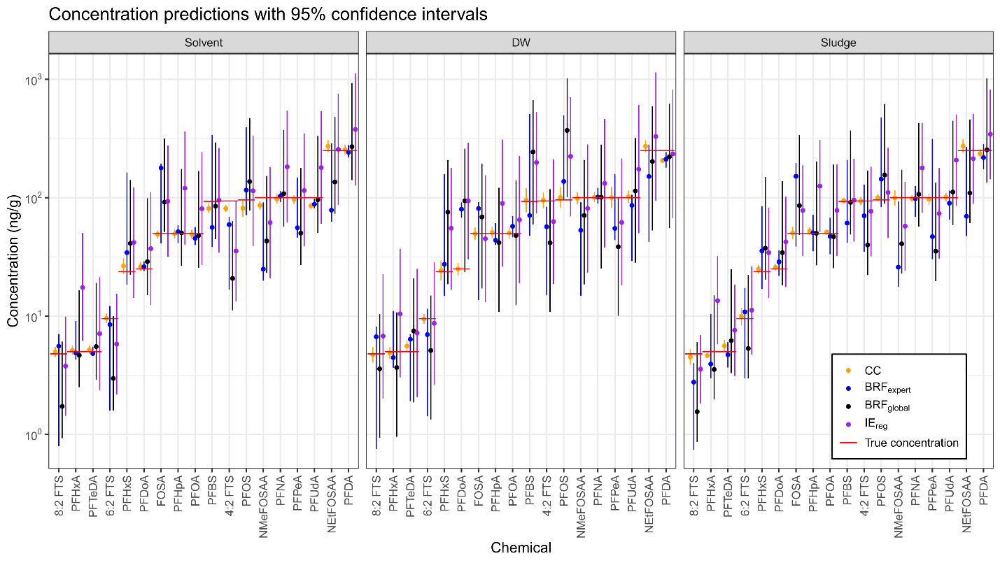 Concentration predictions with 95% confidence intervals
Solvent
DW
Sludge
Concentration (ng/g)
10³
10²
10¹
10⁰
8:2 FTS
PFHxA
PFTeDA
6:2 FTS
PFHxS
PFDoA
FOSA
PFHpA
PFOA
PFBS
4:2 FTS
PFOS
NMeFOSAA
PFNA
PFPeA
PFUdA
NEtFOSAA
PFDA
8:2 FTS
PFHxA
PFTeDA
6:2 FTS
PFHxS
PFDoA
FOSA
PFHpA
PFOA
PFBS
4:2 FTS
PFOS
NMeFOSAA
PFNA
PFPeA
PFUdA
NEtFOSAA
PFDA
8:2 FTS
PFHxA
PFTeDA
6:2 FTS
PFHxS
PFDoA
FOSA
PFHpA
PFOA
PFBS
4:2 FTS
PFOS
NMeFOSAA
PFNA
PFPeA
PFUdA
NEtFOSAA
PFDA
Chemical
CC
BRFexpert
BRFglobal
IEreg
True concentration